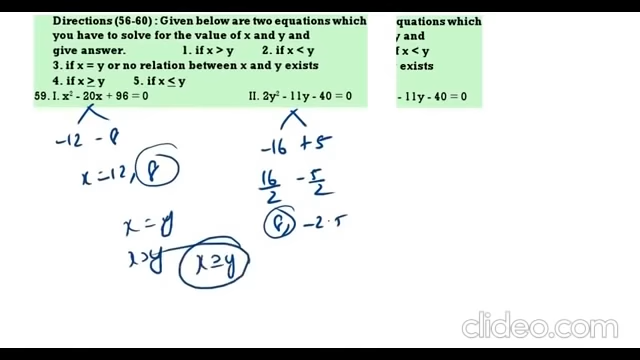 Directions (56-60) : Given below are two equations which
you have to solve for the value of x and y and
give answer. 1. if x > y 2. if x < y
3. if x = y or no relation between x and y exists
4. if x ≥ y 5. if x ≤ y
quations which
y and
f x < y
exists
59. I. x² - 20x + 96 = 0 II. 2y² - 11y - 40 = 0
- 11y - 40 = 0
-12 -8
x = 12, 8
-16 +5
16/2 -5/2
8, -2.5
x = y
x > y
x ≥ y
clideo.com